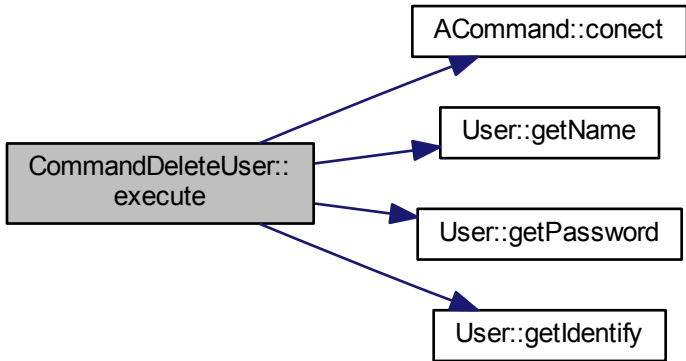 ACommand::conect
User::getName
CommandDeleteUser::
execute
User::getPassword
User::getIdentify